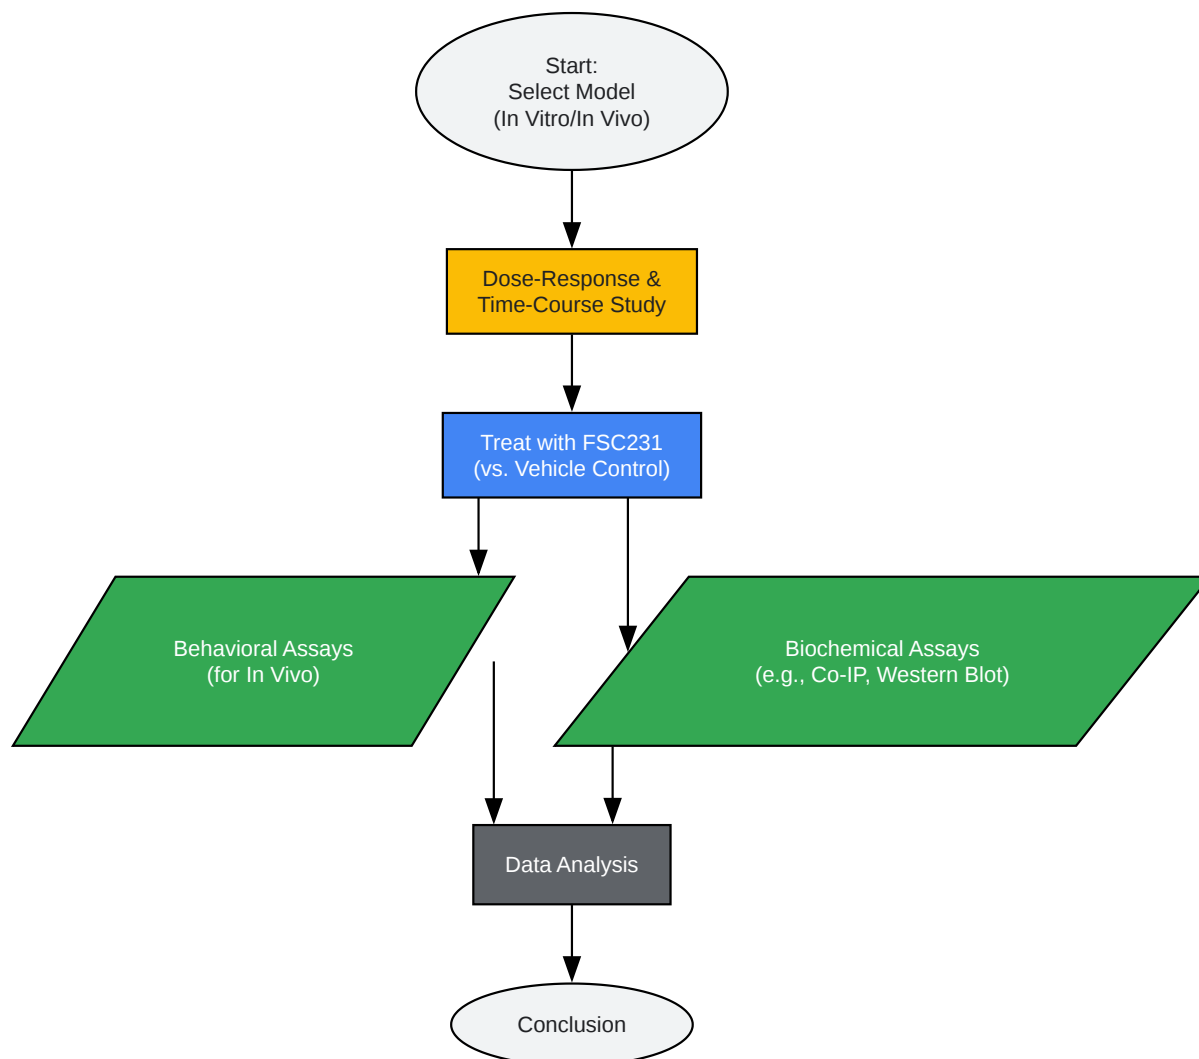 Start:
Select Model
(In Vitro/In Vivo)
Dose-Response &
Time-Course Study
Treat with FSC231
(vs. Vehicle Control)
Behavioral Assays
(for In Vivo)
Biochemical Assays
(e.g., Co-IP, Western Blot)
Data Analysis
Conclusion